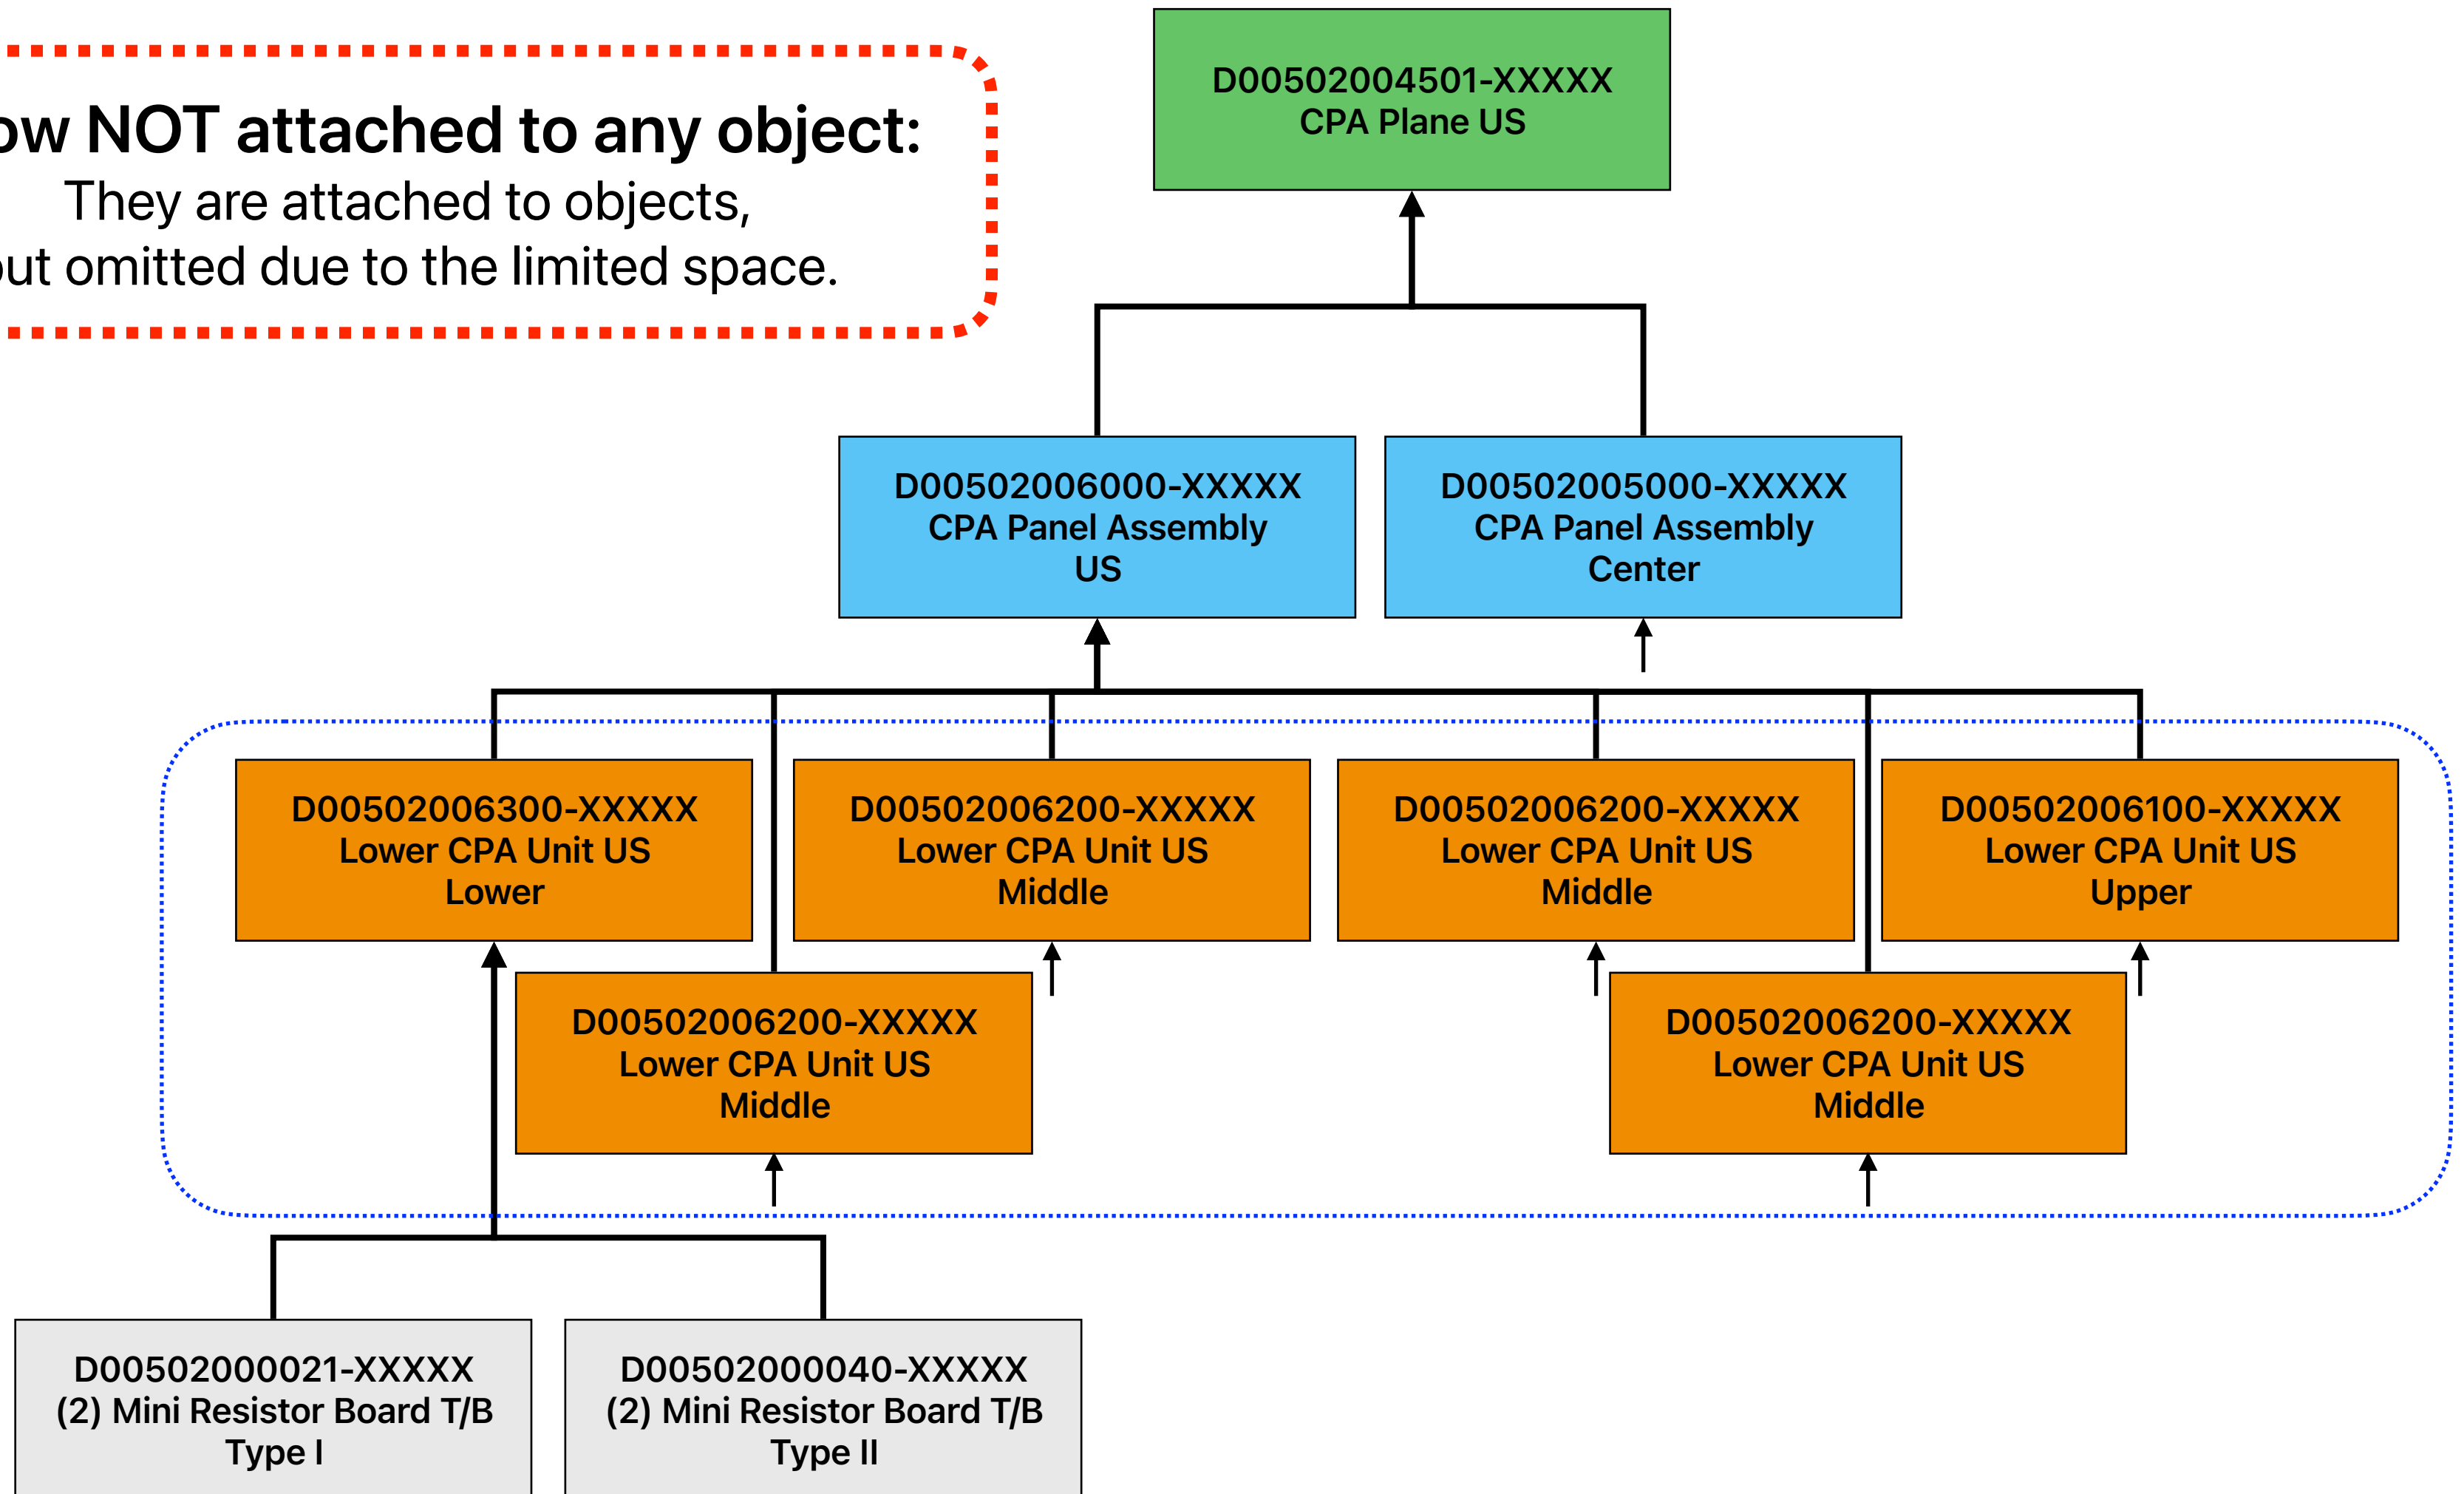 D00502004501-XXXXX
CPA Plane US
NOT attached to any object:
They are attached to objects,
omitted due to the limited space.
D00502006000-XXXXX
CPA Panel Assembly
US
D00502005000-XXXXX
CPA Panel Assembly
Center
D00502006300-XXXXX
Lower CPA Unit US
Lower
D00502006200-XXXXX
Lower CPA Unit US
Middle
D00502006200-XXXXX
Lower CPA Unit US
Middle
D00502006100-XXXXX
Lower CPA Unit US
Upper
D00502006200-XXXXX
Lower CPA Unit US
Middle
D00502006200-XXXXX
Lower CPA Unit US
Middle
D00502000021-XXXXX
(2) Mini Resistor Board T/B
Type I
D00502000040-XXXXX
(2) Mini Resistor Board T/B
Type II